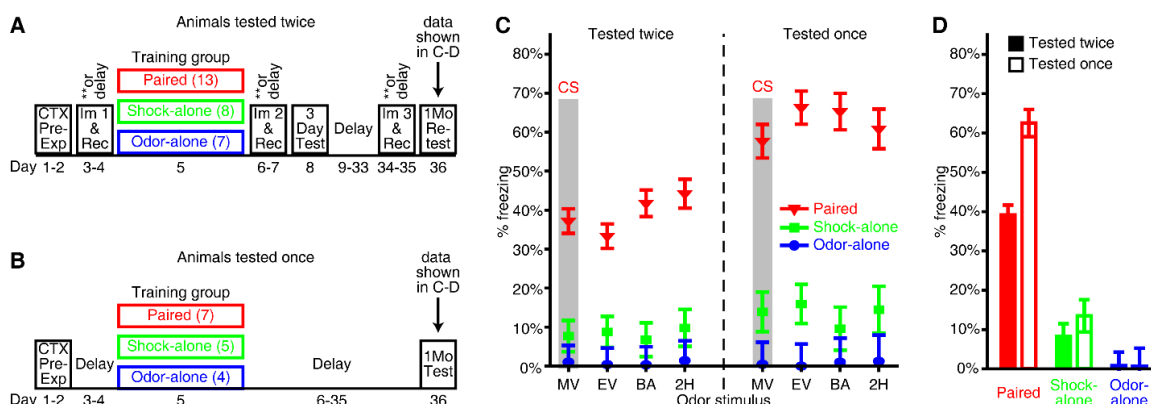 A
Animals tested twice
data
shown
in C-D
Training group
**or
delay
Paired (13)
**or
delay
**or
delay
CTX
Pre-
Exp
Im 1
&
Rec
Shock-alone (8)
Odor-alone (7)
Im 2
&
Rec
3
Day
Test
Delay
Im 3
&
Rec
1Mo
Re-
test
Day 1-2 3-4 5 6-7 8 9-33 34-35 36
B
Animals tested once
data
shown
in C-D
Training group
Paired (7)
Shock-alone (5)
Odor-alone (4)
CTX
Pre-
Exp
Delay
Delay
1Mo
Test
Day 1-2 3-4 5 6-35 36
C
Tested twice
Tested once
80%
70%
60%
50%
40%
30%
20%
10%
0%
% freezing
CS
CS
Paired
Shock-alone
Odor-alone
MV EV BA 2H MV EV BA 2H
Odor stimulus
D
Tested twice
Tested once
80%
70%
60%
50%
40%
30%
20%
10%
0%
% freezing
Paired
Shock-
alone
Odor-
alone